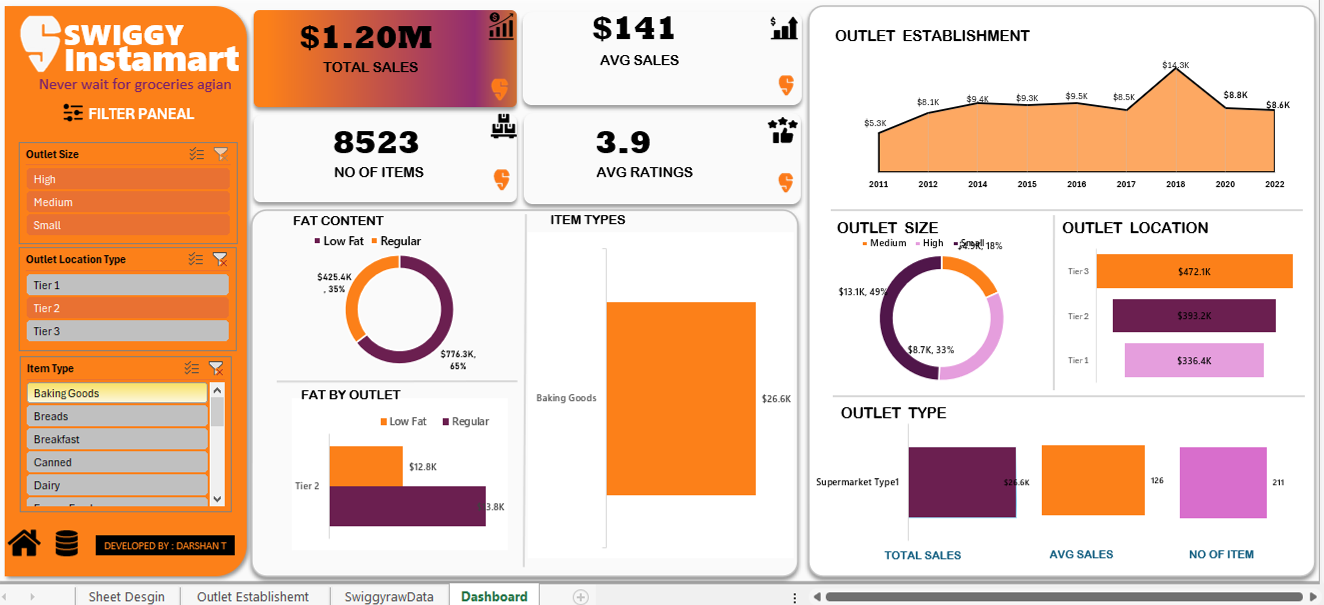 SWIGGY
Instamart
Never wait for groceries agian
FILTER PANEAL
Outlet Size
High
Medium
Small
Outlet Location Type
Tier 1
Tier 2
Tier 3
Item Type
Baking Goods
Breads
Breakfast
Canned
Dairy
DEVELOPED BY : DARSHAN T
$1.20M
TOTAL SALES
$141
AVG SALES
8523
NO OF ITEMS
3.9
AVG RATINGS
FAT CONTENT
Low Fat Regular
$425.4K
, 35%
$776.3K,
65%
FAT BY OUTLET
Low Fat Regular
Tier 2
$12.8K
3.8K
ITEM TYPES
Baking Goods
$26.6K
OUTLET ESTABLISHMENT
$5.3K $8.1K $9.4K $9.3K $9.5K $8.5K $14.3K $8.8K $8.6K
2011 2012 2014 2015 2016 2017 2018 2020 2022
OUTLET SIZE
Medium High Small
$4.9K, 18%
$13.1K, 49%
$8.7K, 33%
OUTLET LOCATION
Tier 3 $472.1K
Tier 2 $393.2K
Tier 1 $336.4K
OUTLET TYPE
Supermarket Type1 $26.6K 126 211
TOTAL SALES AVG SALES NO OF ITEM
Sheet Desgin Outlet Establishemt SwiggyrawData Dashboard